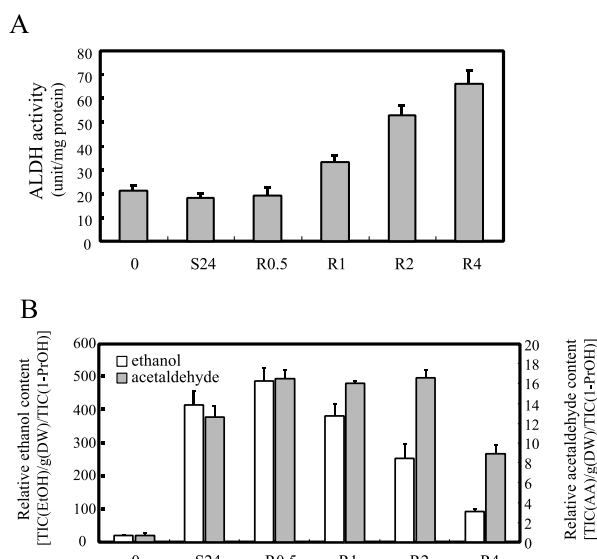 A
ALDH activity
(unit/mg protein)
80
70
60
50
40
30
20
10
0
0 S24 R0.5 R1 R2 R4
B
Relative ethanol content
[TIC(EtOH)/g(DW)/TIC(1-PrOH)]
600
500
400
300
200
100
0
ethanol
acetaldehyde
20
18
16
14
12
10
8
6
4
2
0
Relative acetaldehyde content
[TIC(AA)/g(DW)/TIC(1-PrOH)]
0 S24 R0.5 R1 R2 R4